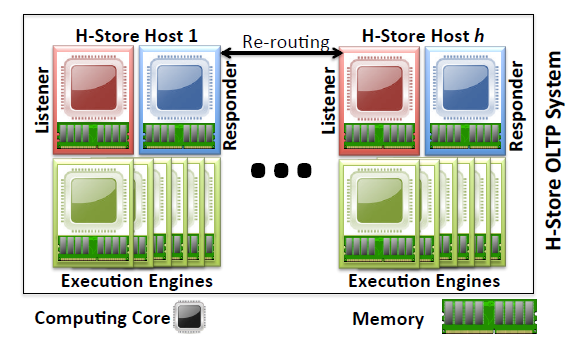 H-Store Host 1
Re-routing
H-Store Host h
Listener
Responder
Listener
Responder
H-Store OLTP System
Execution Engines
Execution Engines
Computing Core
Memory